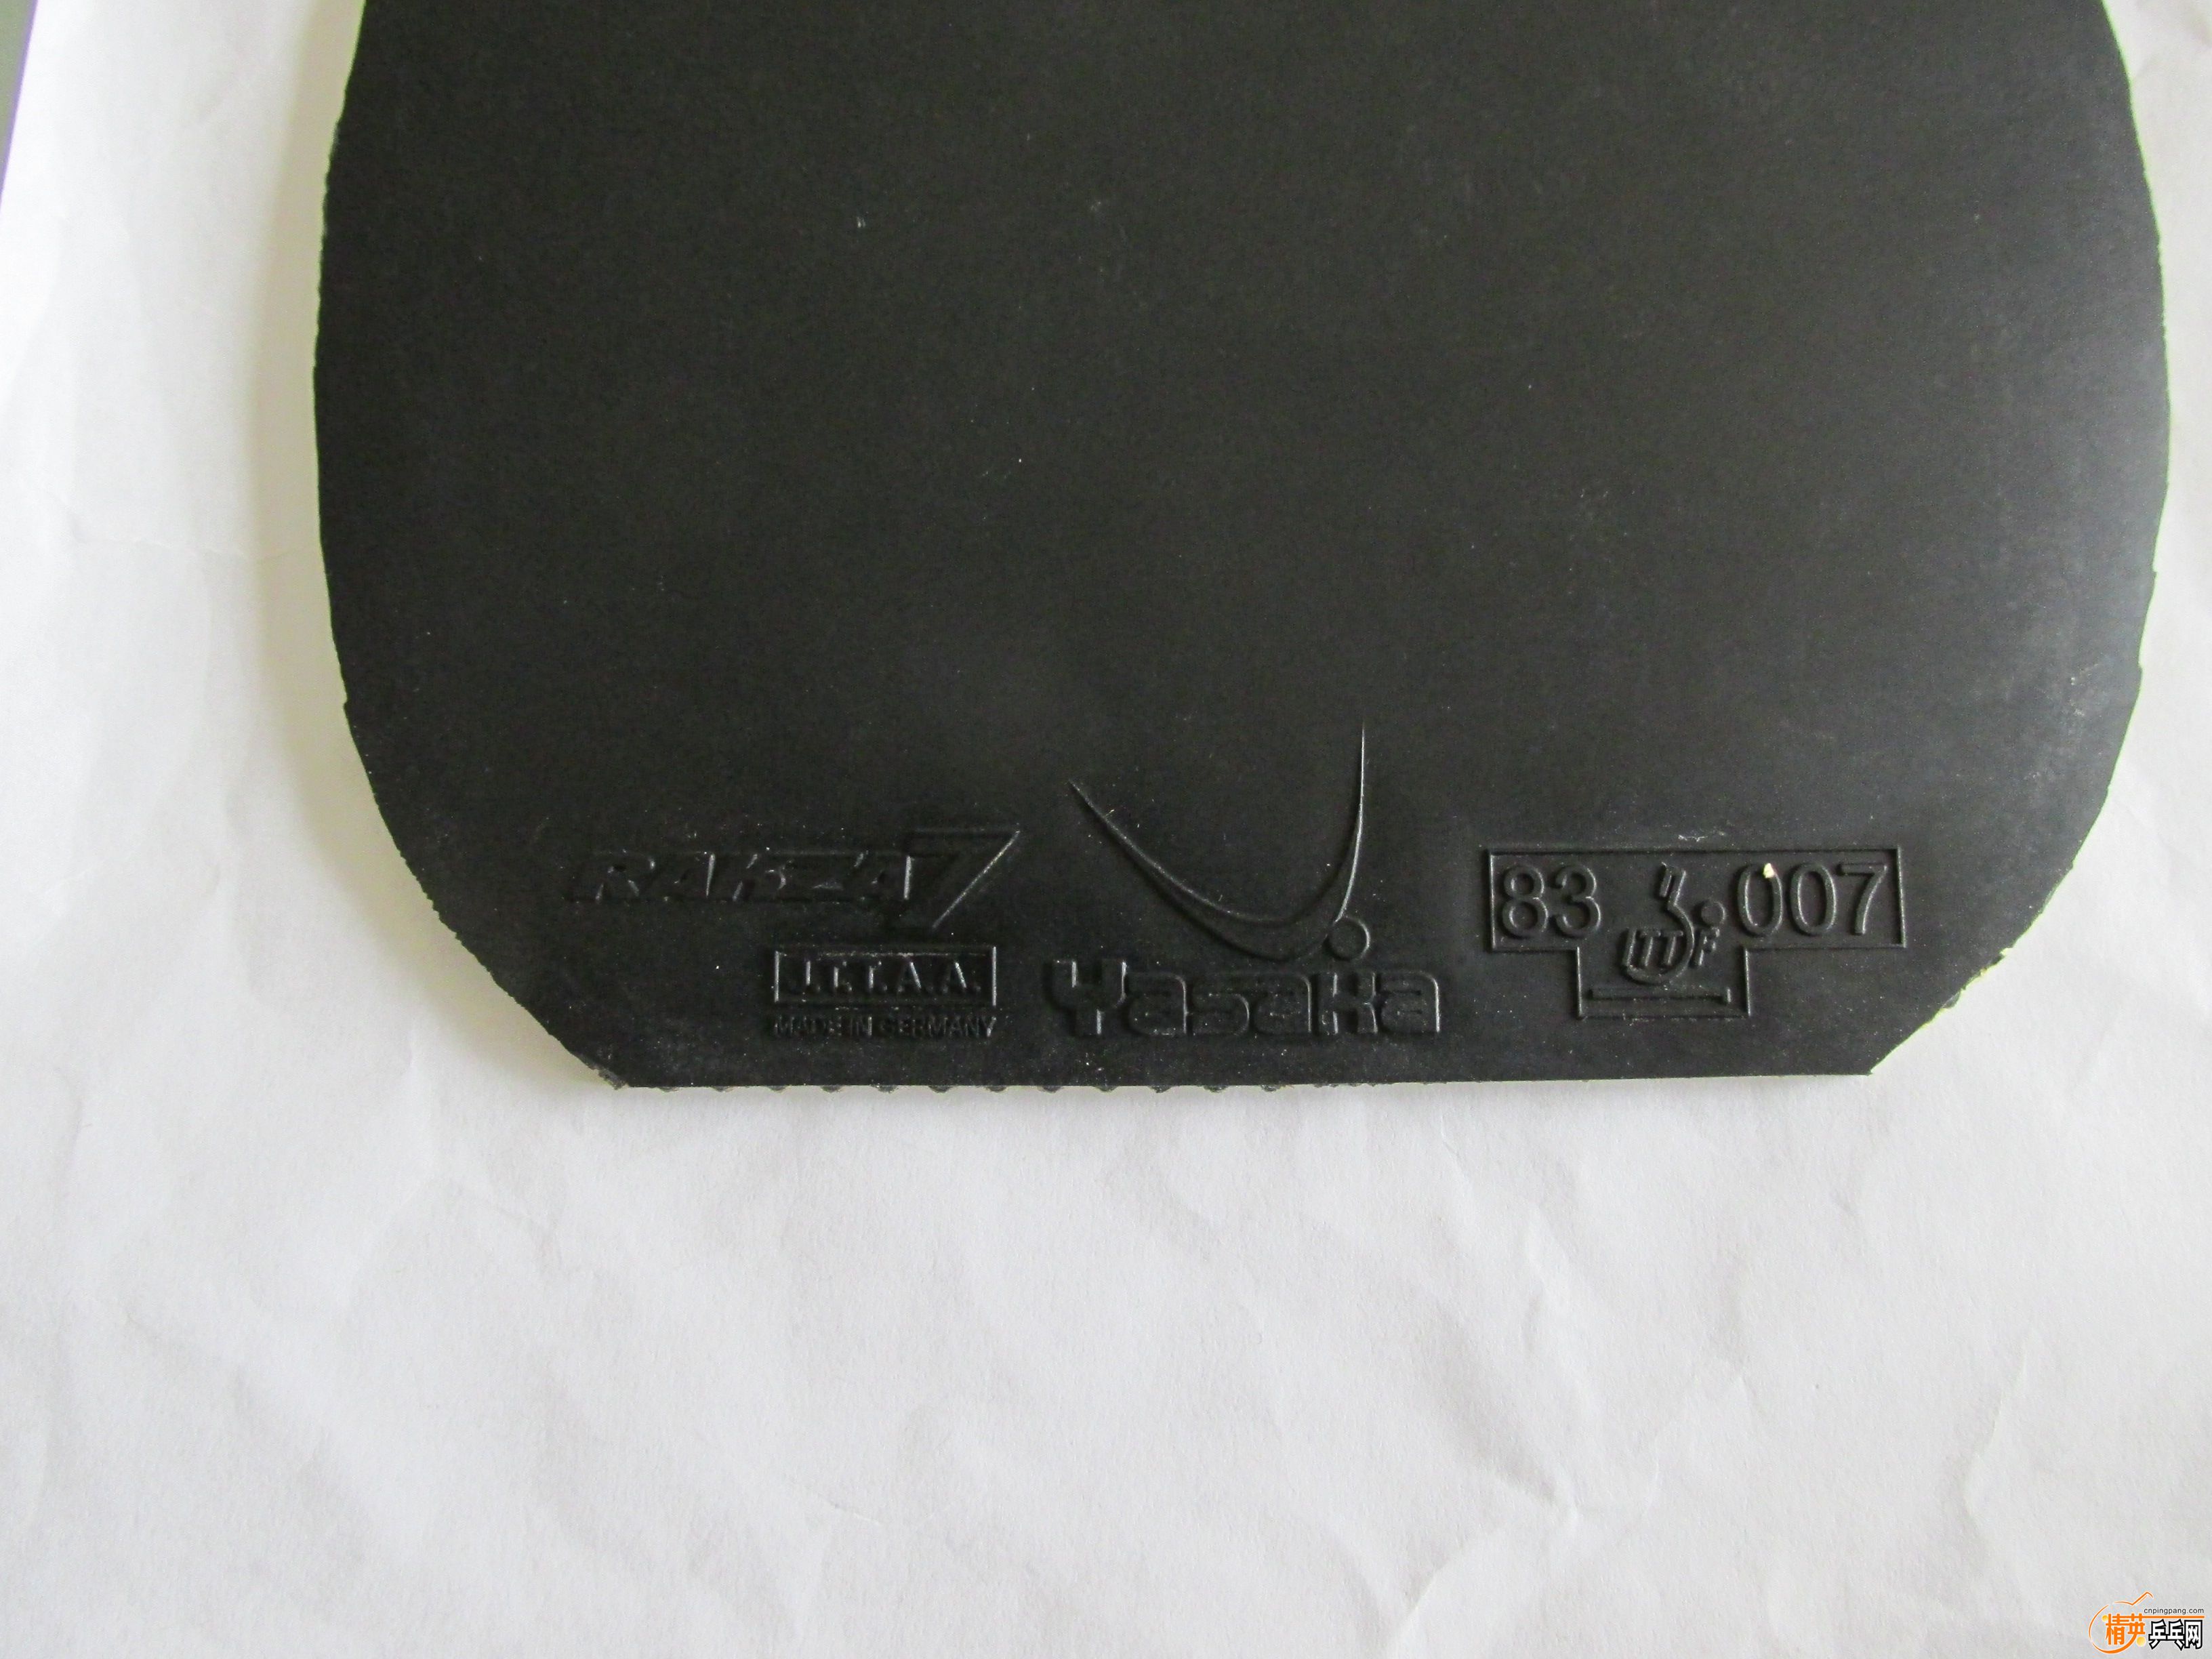 RAKZA7
J.T.T.A.A.
MADE IN GERMANY
Yasaka
83 ITTF 007
cnpingpang.com
精英乒乓网